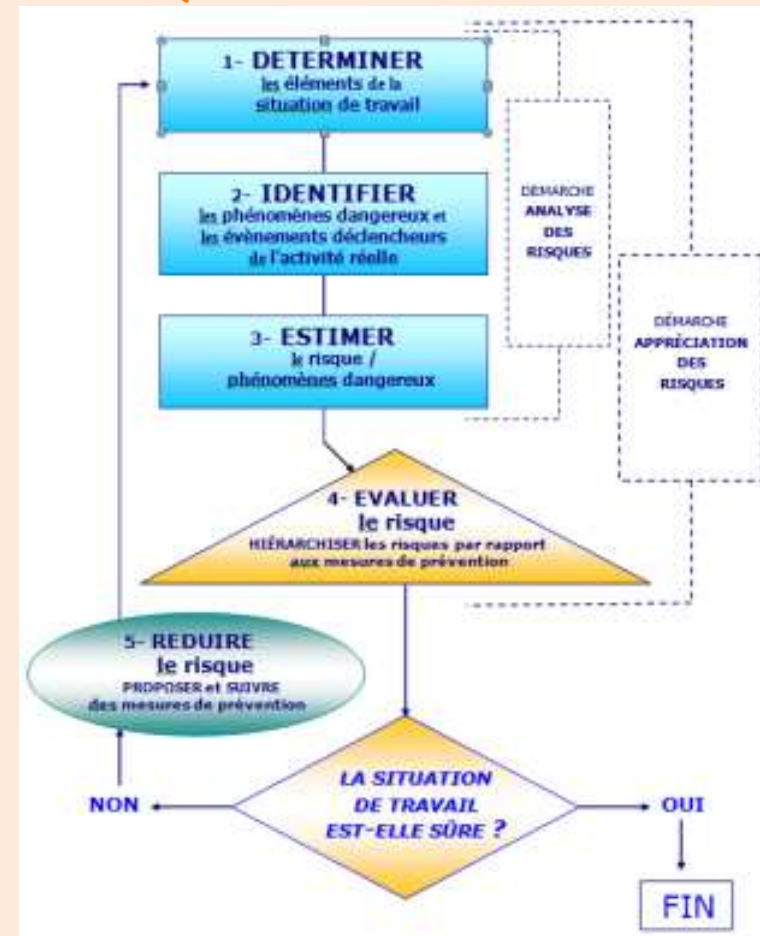 1- DETERMINER
les éléments de la
situation de travail
2- IDENTIFIER
les phénomènes dangereux et
les évènements déclencheurs
de l'activité réelle
3- ESTIMER
le risque /
phénomènes dangereux
DÉMARCHE
ANALYSE
DES
RISQUES
DÉMARCHE
APPRÉCIATION
DES
RISQUES
4- EVALUER
le risque
HIÉRARCHISER les risques par rapport
aux mesures de prévention
5- REDUIRE
le risque
PROPOSER et SUIVRE
des mesures de prévention
LA SITUATION
DE TRAVAIL
EST-ELLE SÛRE ?
NON
OUI
FIN